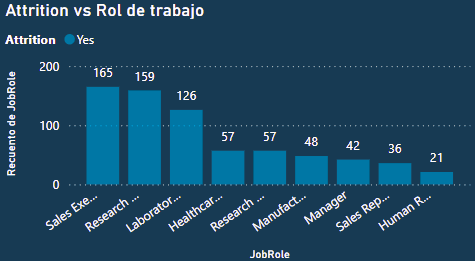 Attrition vs Rol de trabajo
Attrition Yes
Recuento de JobRole
200
100
0
165
159
126
57
57
48
42
36
21
Sales Exe...
Research ...
Laborator...
Healthcar...
Research ...
Manufact...
Manager
Sales Rep...
Human R...
JobRole